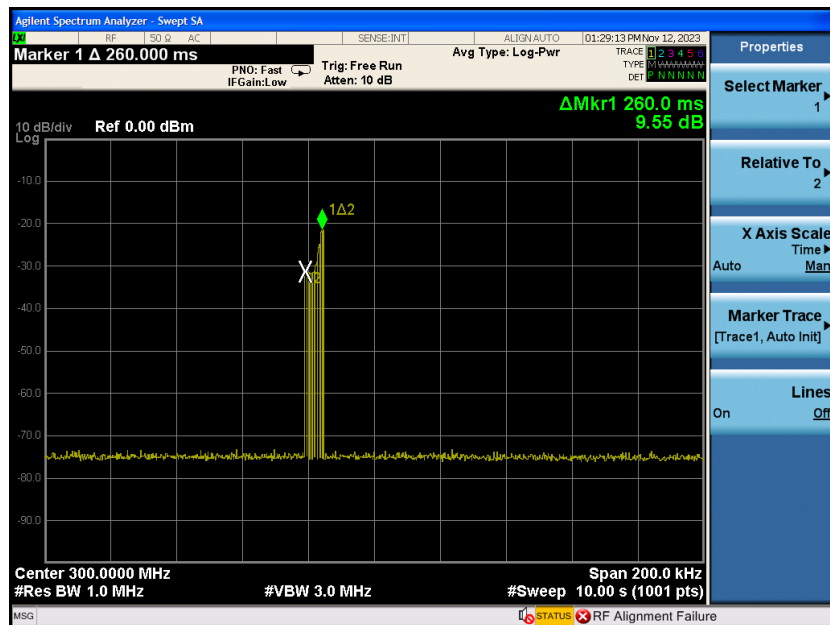 Agilent Spectrum Analyzer - Swept SA
LXI RF 50 Ω AC SENSE:INT ALIGN AUTO 01:29:13 PM Nov 12, 2023
Marker 1 Δ 260.000 ms
PNO: Fast
IFGain:Low
Trig: Free Run
Atten: 10 dB
Avg Type: Log-Pwr
TRACE 1 2 3 4 5 6
TYPE M WWWWW
DET P N N N N N
ΔMkr1 260.0 ms
9.55 dB
10 dB/div Ref 0.00 dBm
Log
-10.0
-20.0
-30.0
-40.0
-50.0
-60.0
-70.0
-80.0
-90.0
1Δ2
X2
Center 300.0000 MHz
#Res BW 1.0 MHz
#VBW 3.0 MHz
Span 200.0 kHz
#Sweep 10.00 s (1001 pts)
MSG
STATUS RF Alignment Failure
Properties
Select Marker
1
Relative To
2
X Axis Scale
Time
Auto Man
Marker Trace
[Trace1, Auto Init]
Lines
On Off